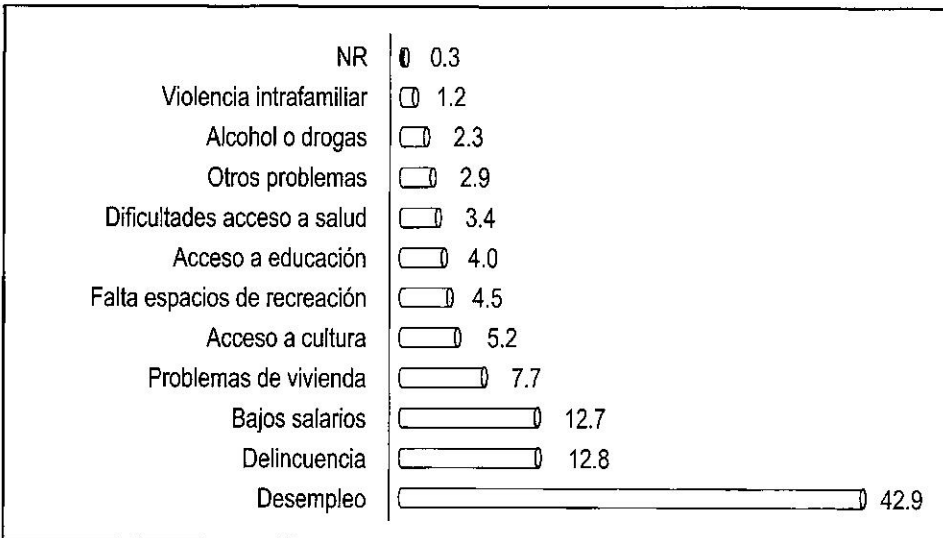 NR 0.3
Violencia intrafamiliar 1.2
Alcohol o drogas 2.3
Otros problemas 2.9
Dificultades acceso a salud 3.4
Acceso a educación 4.0
Falta espacios de recreación 4.5
Acceso a cultura 5.2
Problemas de vivienda 7.7
Bajos salarios 12.7
Delincuencia 12.8
Desempleo 42.9